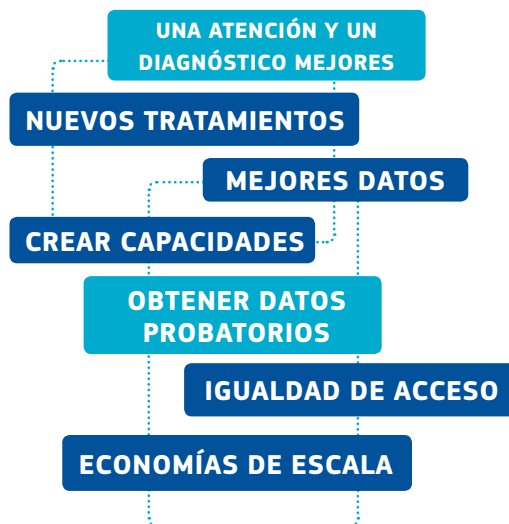 UNA ATENCIÓN Y UN
DIAGNÓSTICO MEJORES
NUEVOS TRATAMIENTOS
MEJORES DATOS
CREAR CAPACIDADES
OBTENER DATOS
PROBATORIOS
IGUALDAD DE ACCESO
ECONOMÍAS DE ESCALA